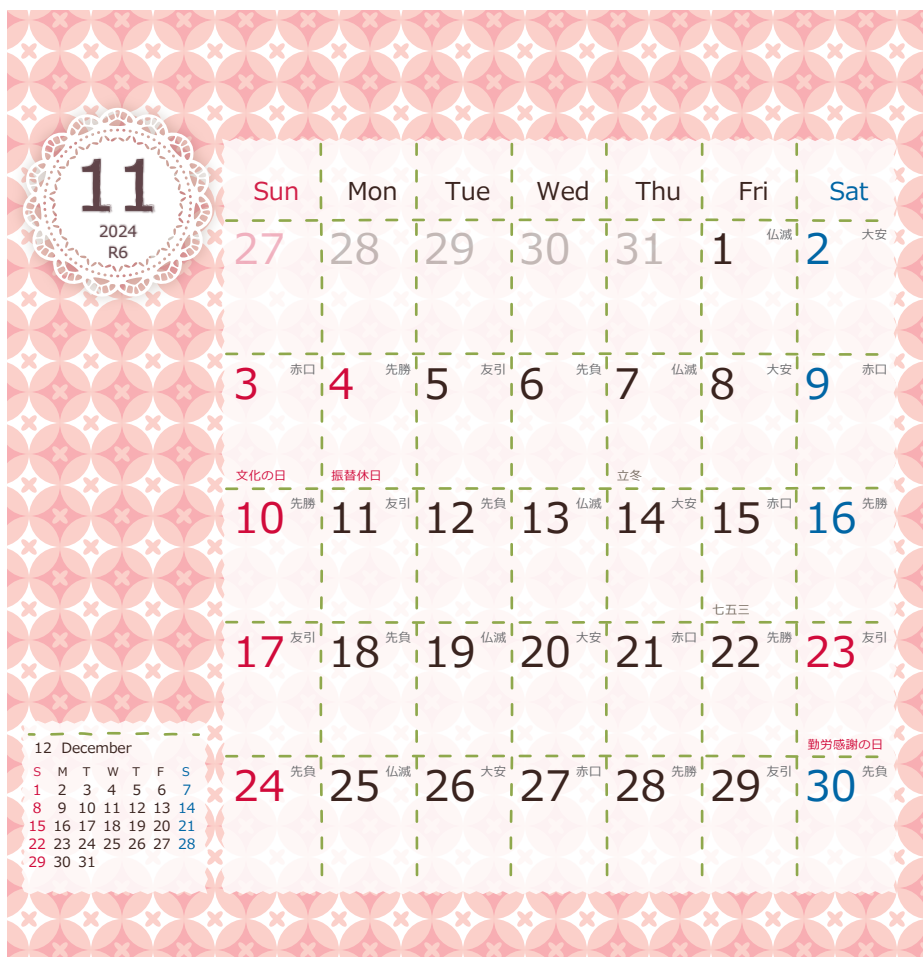 11
2024
R6
Sun Mon Tue Wed Thu Fri Sat
27 28 29 30 31 1 仏滅 2 大安
3 赤口 4 先勝 5 友引 6 先負 7 仏滅 8 大安 9 赤口
文化の日 振替休日 立冬
10 先勝 11 友引 12 先負 13 仏滅 14 大安 15 赤口 16 先勝
七五三
17 友引 18 先負 19 仏滅 20 大安 21 赤口 22 先勝 23 友引
勤労感謝の日
24 先負 25 仏滅 26 大安 27 赤口 28 先勝 29 友引 30 先負
12 December
S M T W T F S
1 2 3 4 5 6 7
8 9 10 11 12 13 14
15 16 17 18 19 20 21
22 23 24 25 26 27 28
29 30 31